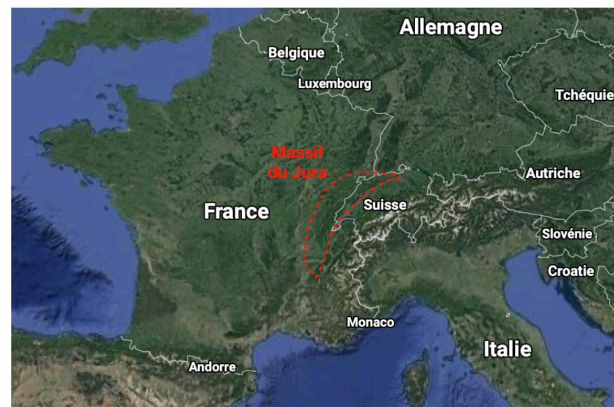 Allemagne
Belgique
Luxembourg
Tchéquie
Massif
du Jura
Autriche
France
Suisse
Slovénie
Croatie
Monaco
Italie
Andorre